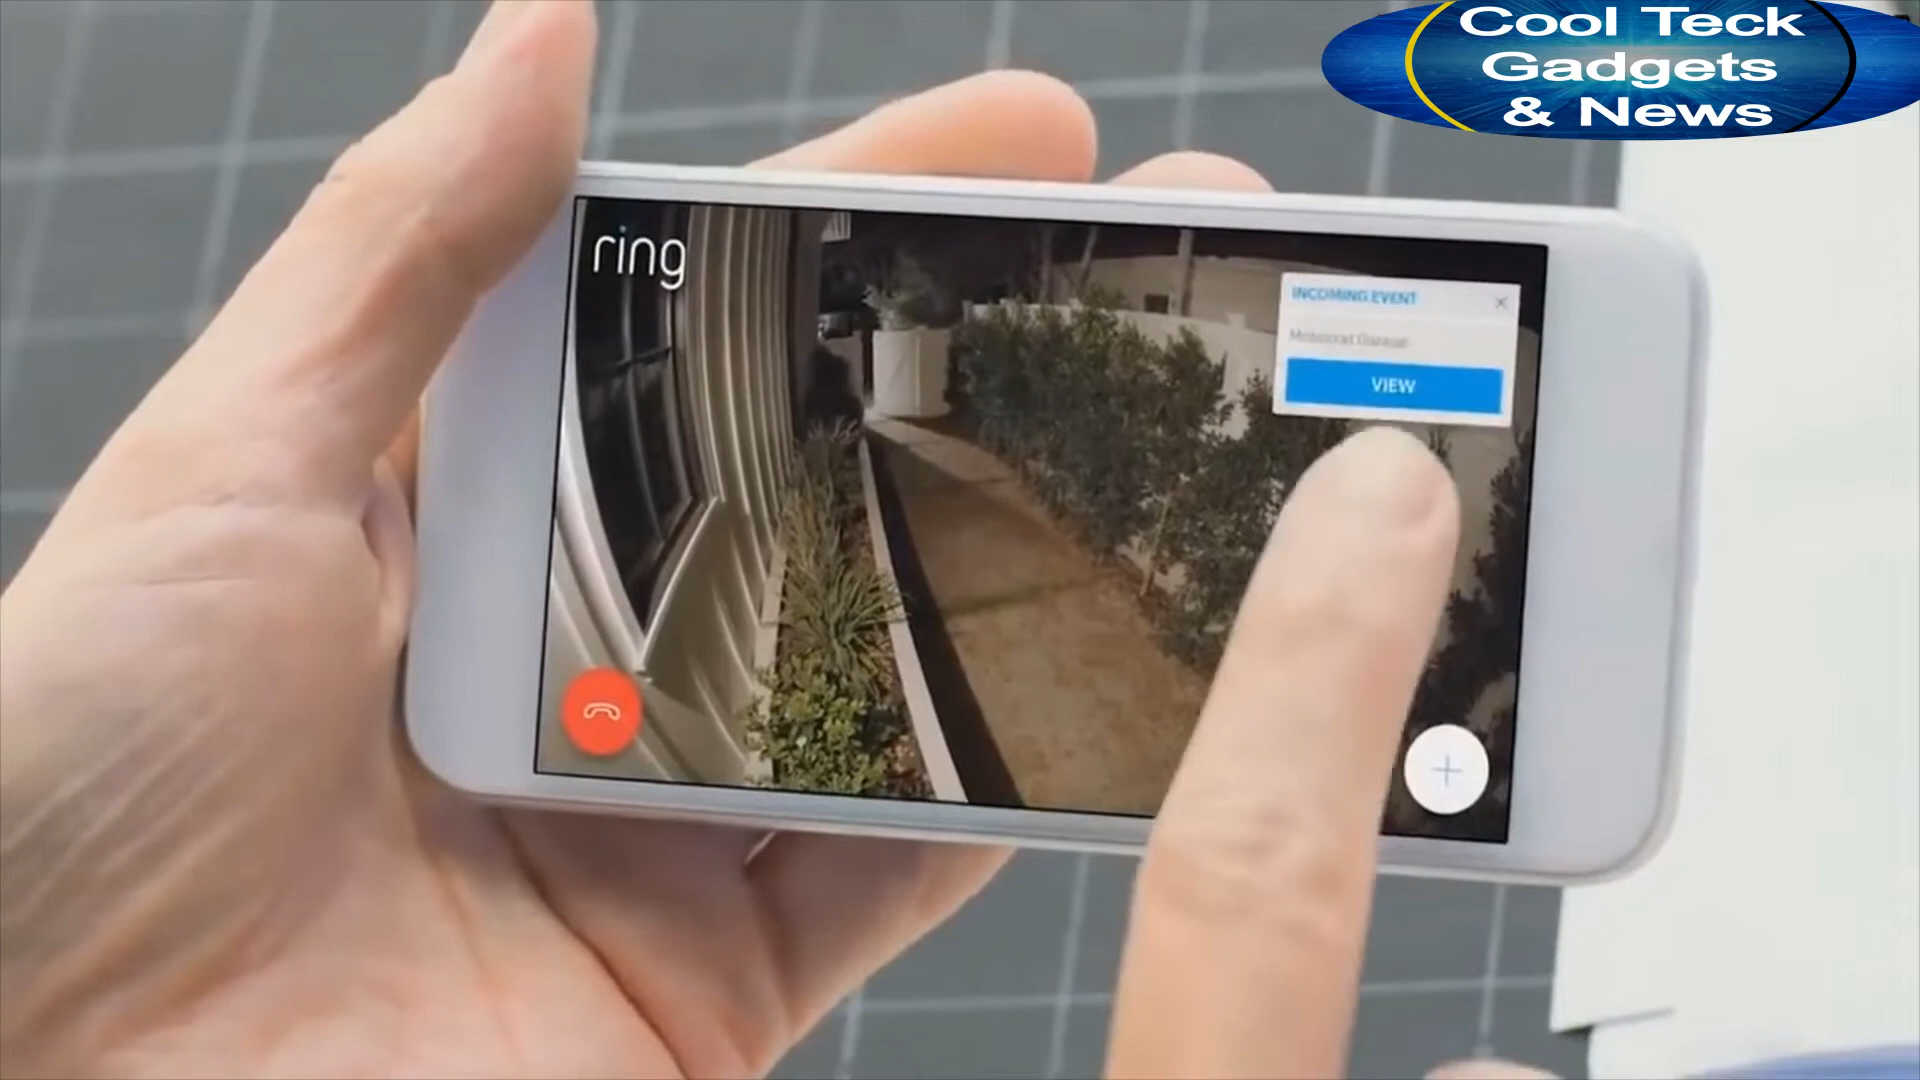 Cool Teck
Gadgets
& News
ring
INCOMING EVENT
VIEW